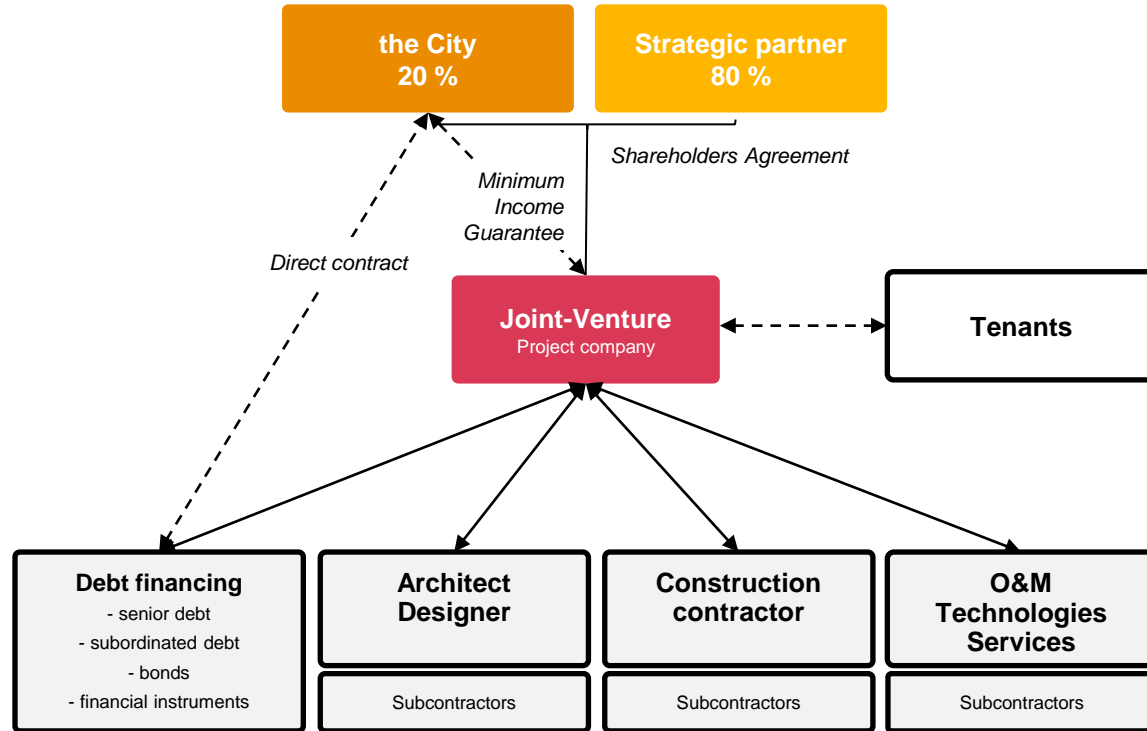 the City
20 %
Strategic partner
80 %
Shareholders Agreement
Minimum
Income
Guarantee
Direct contract
Joint-Venture
Project company
Tenants
Debt financing
- senior debt
- subordinated debt
- bonds
- financial instruments
Architect
Designer
Subcontractors
Construction
contractor
Subcontractors
O&M
Technologies
Services
Subcontractors